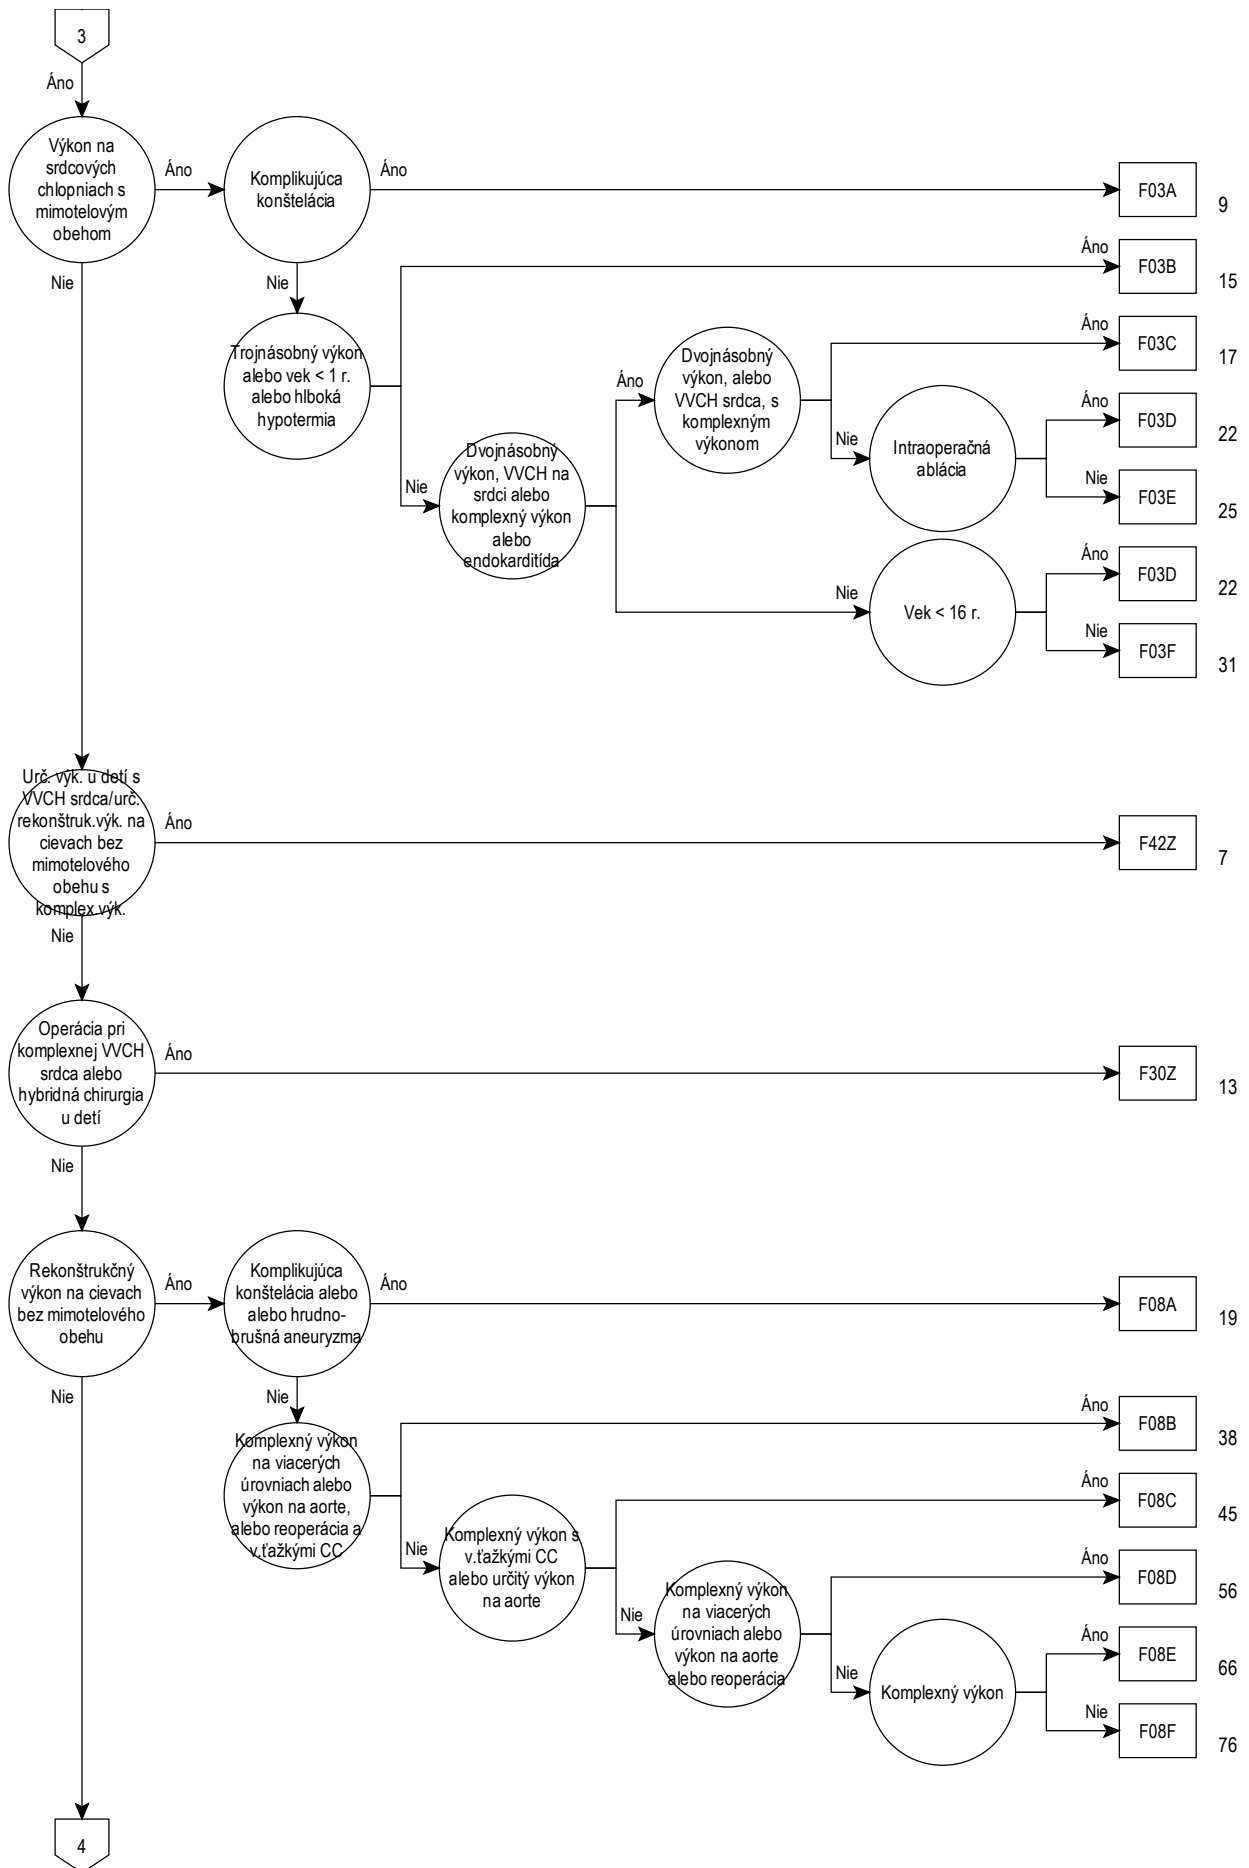 3
Áno
Výkon na
srdcových
chlopniach s
mimotelovým
obehom
Áno
Komplikujúca
konštelácia
Áno
F03A
9
Nie
Nie
Trojnásobný výkon
alebo vek < 1 r.
alebo hlboká
hypotermia
Áno
F03B
15
Nie
Dvojnásobný
výkon, VVCH na
srdci alebo
komplexný výkon
alebo
endokarditída
Áno
Dvojnásobný
výkon, alebo
VVCH srdca, s
komplexným
výkonom
Áno
F03C
17
Nie
Intraoperačná
ablácia
Áno
F03D
22
Nie
F03E
25
Nie
Vek < 16 r.
Áno
F03D
22
Nie
F03F
31
Urč. výk. u detí s
VVCH srdca/urč.
rekonštruk.výk. na
cievach bez
mimotelového
obehu s
komplex.výk.
Áno
F42Z
7
Nie
Operácia pri
komplexnej VVCH
srdca alebo
hybridná chirurgia
u detí
Áno
F30Z
13
Nie
Rekonštrukčný
výkon na cievach
bez mimotelového
obehu
Áno
Komplikujúca
konštelácia alebo
alebo hrudno-
brušná aneuryzma
Áno
F08A
19
Nie
Nie
Komplexný výkon
na viacerých
úrovniach alebo
výkon na aorte,
alebo reoperácia a
v.ťažkými CC
Áno
F08B
38
Nie
Komplexný výkon s
v.ťažkými CC
alebo určitý výkon
na aorte
Áno
F08C
45
Nie
Komplexný výkon
na viacerých
úrovniach alebo
výkon na aorte
alebo reoperácia
Áno
F08D
56
Nie
Komplexný výkon
Áno
F08E
66
Nie
F08F
76
4